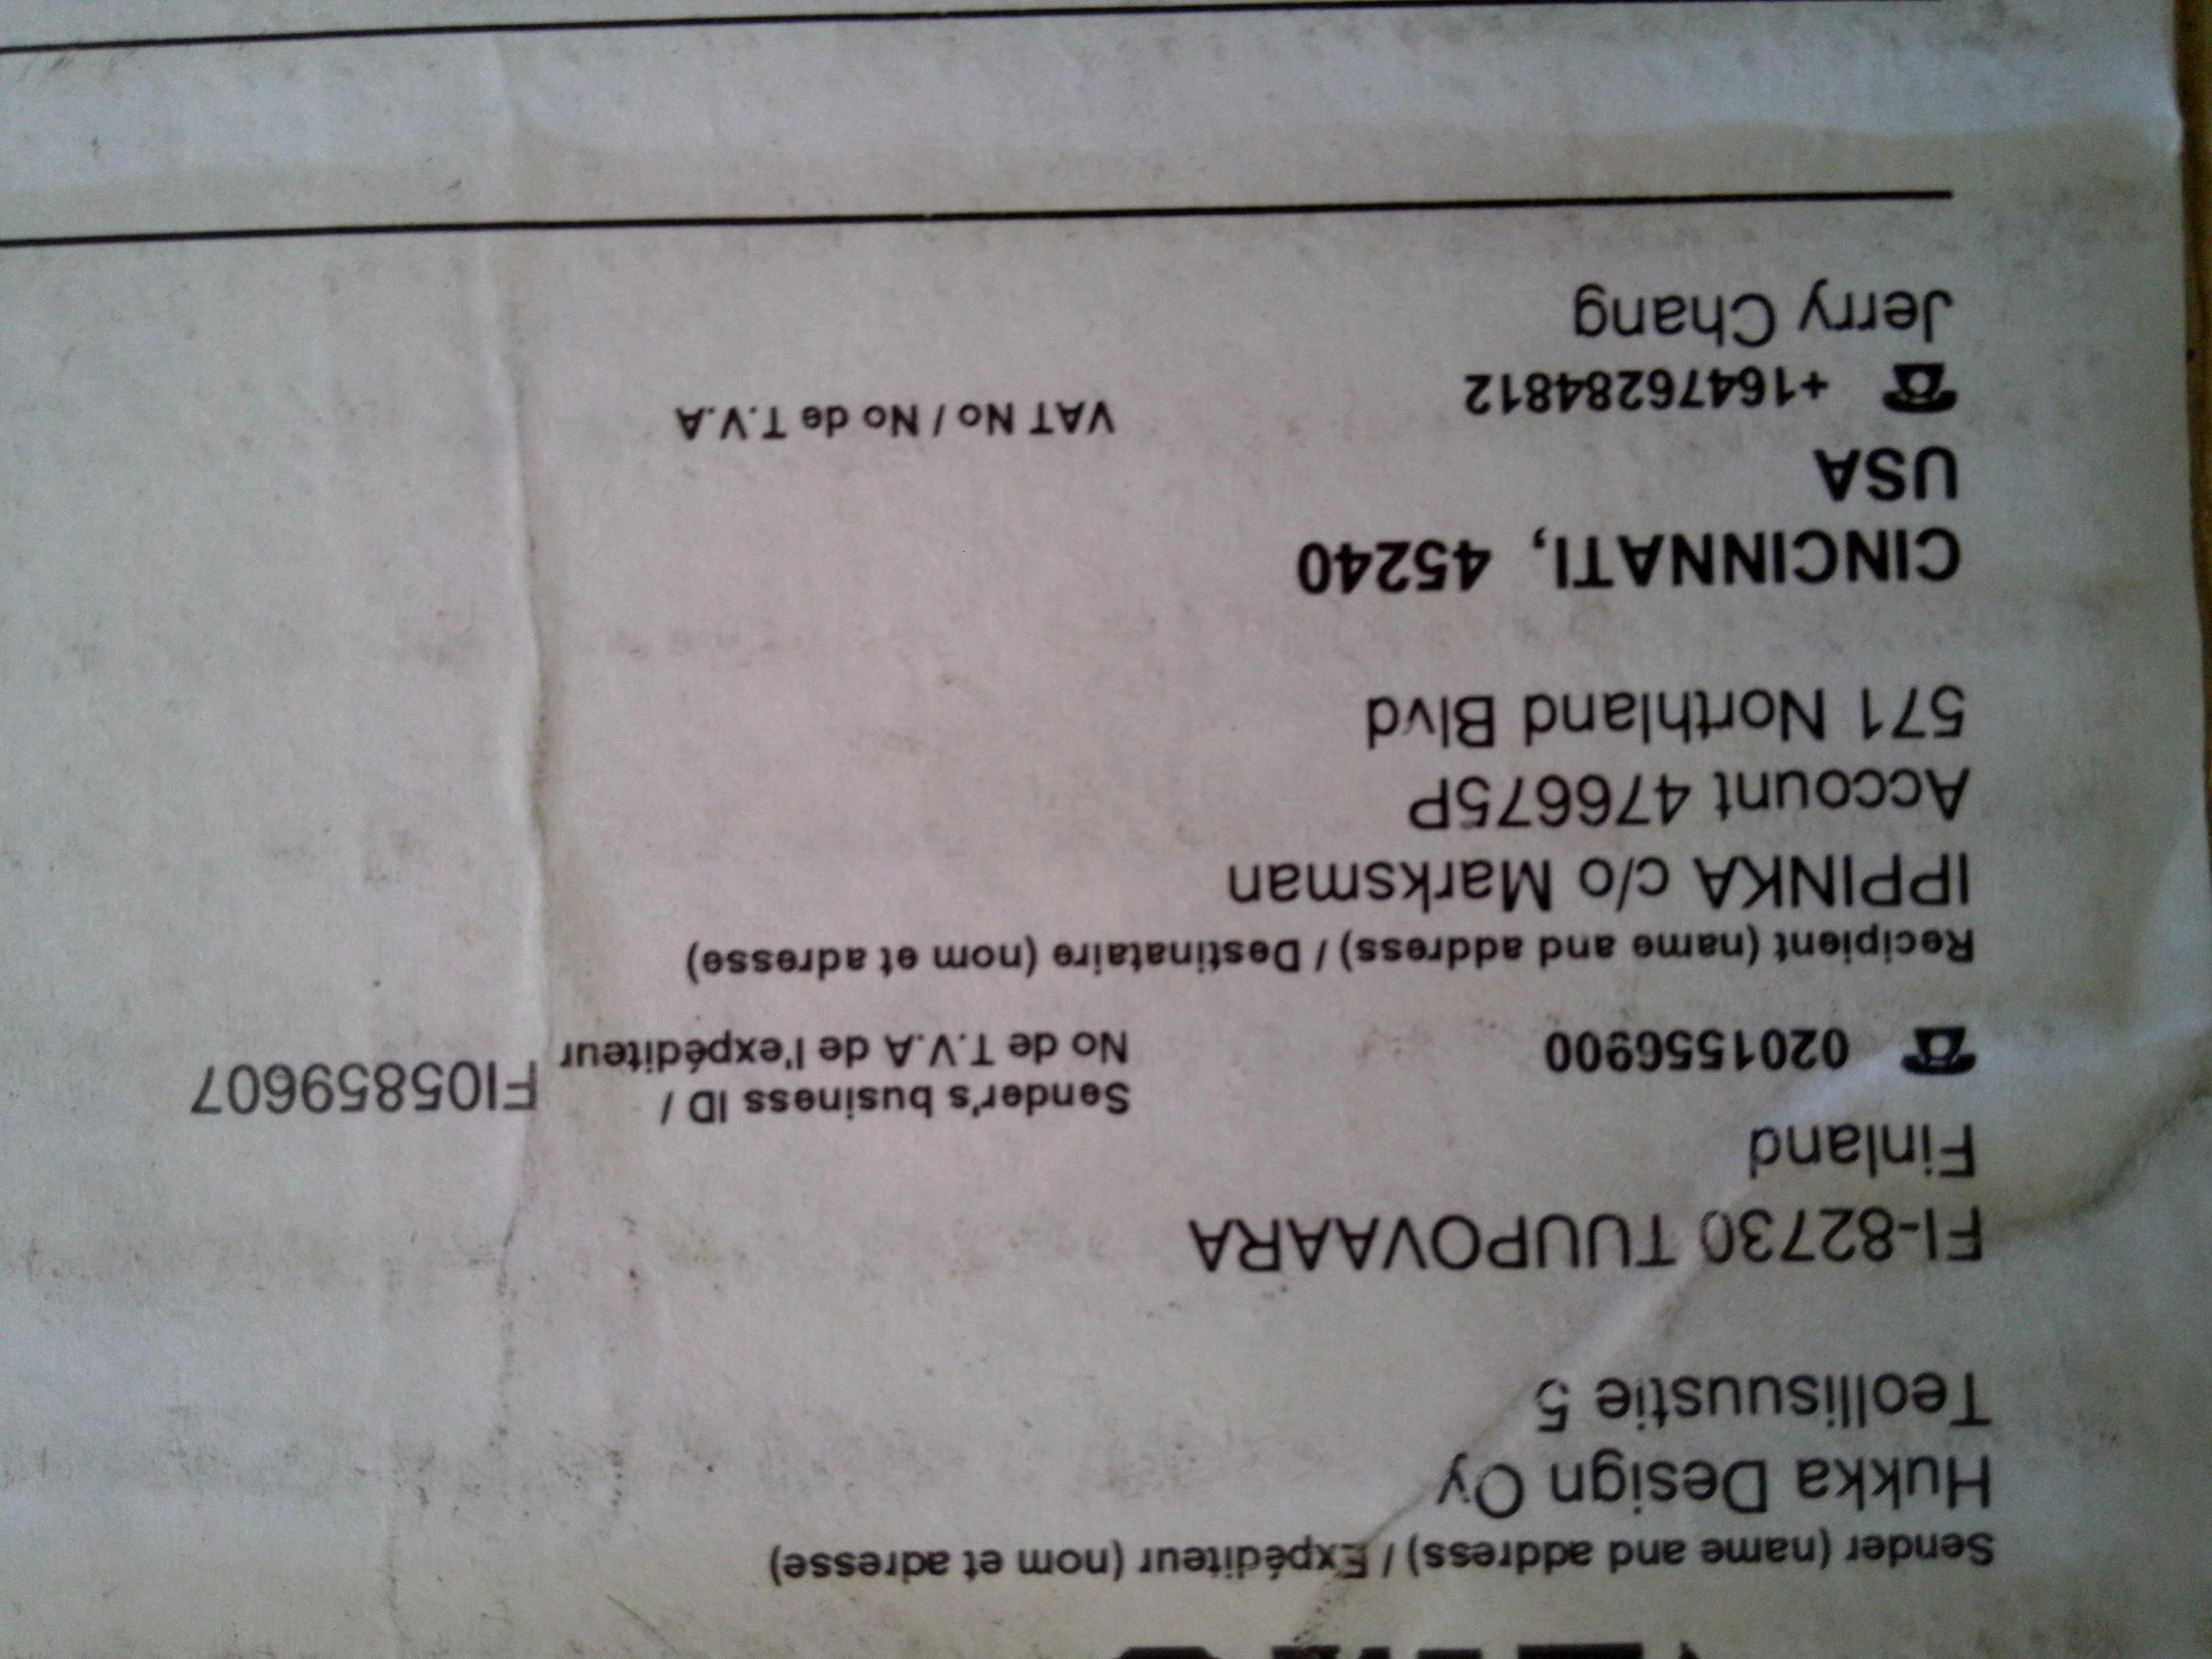 Sender (name and address) / Expéditeur (nom et adresse)
Hukka Design Oy
Teollisuustie 5
FI-82730 TUUPOVAARA
Finland
☎ 0201556900
Sender's business ID /
No de T.V.A de l'expéditeur
FI05859607
Recipient (name and address) / Destinataire (nom et adresse)
IPPINKA c/o Marksman
Account 476675P
571 Northland Blvd
CINCINNATI, 45240
USA
☎ +16476284812
VAT No / No de T.V.A
Jerry Chang